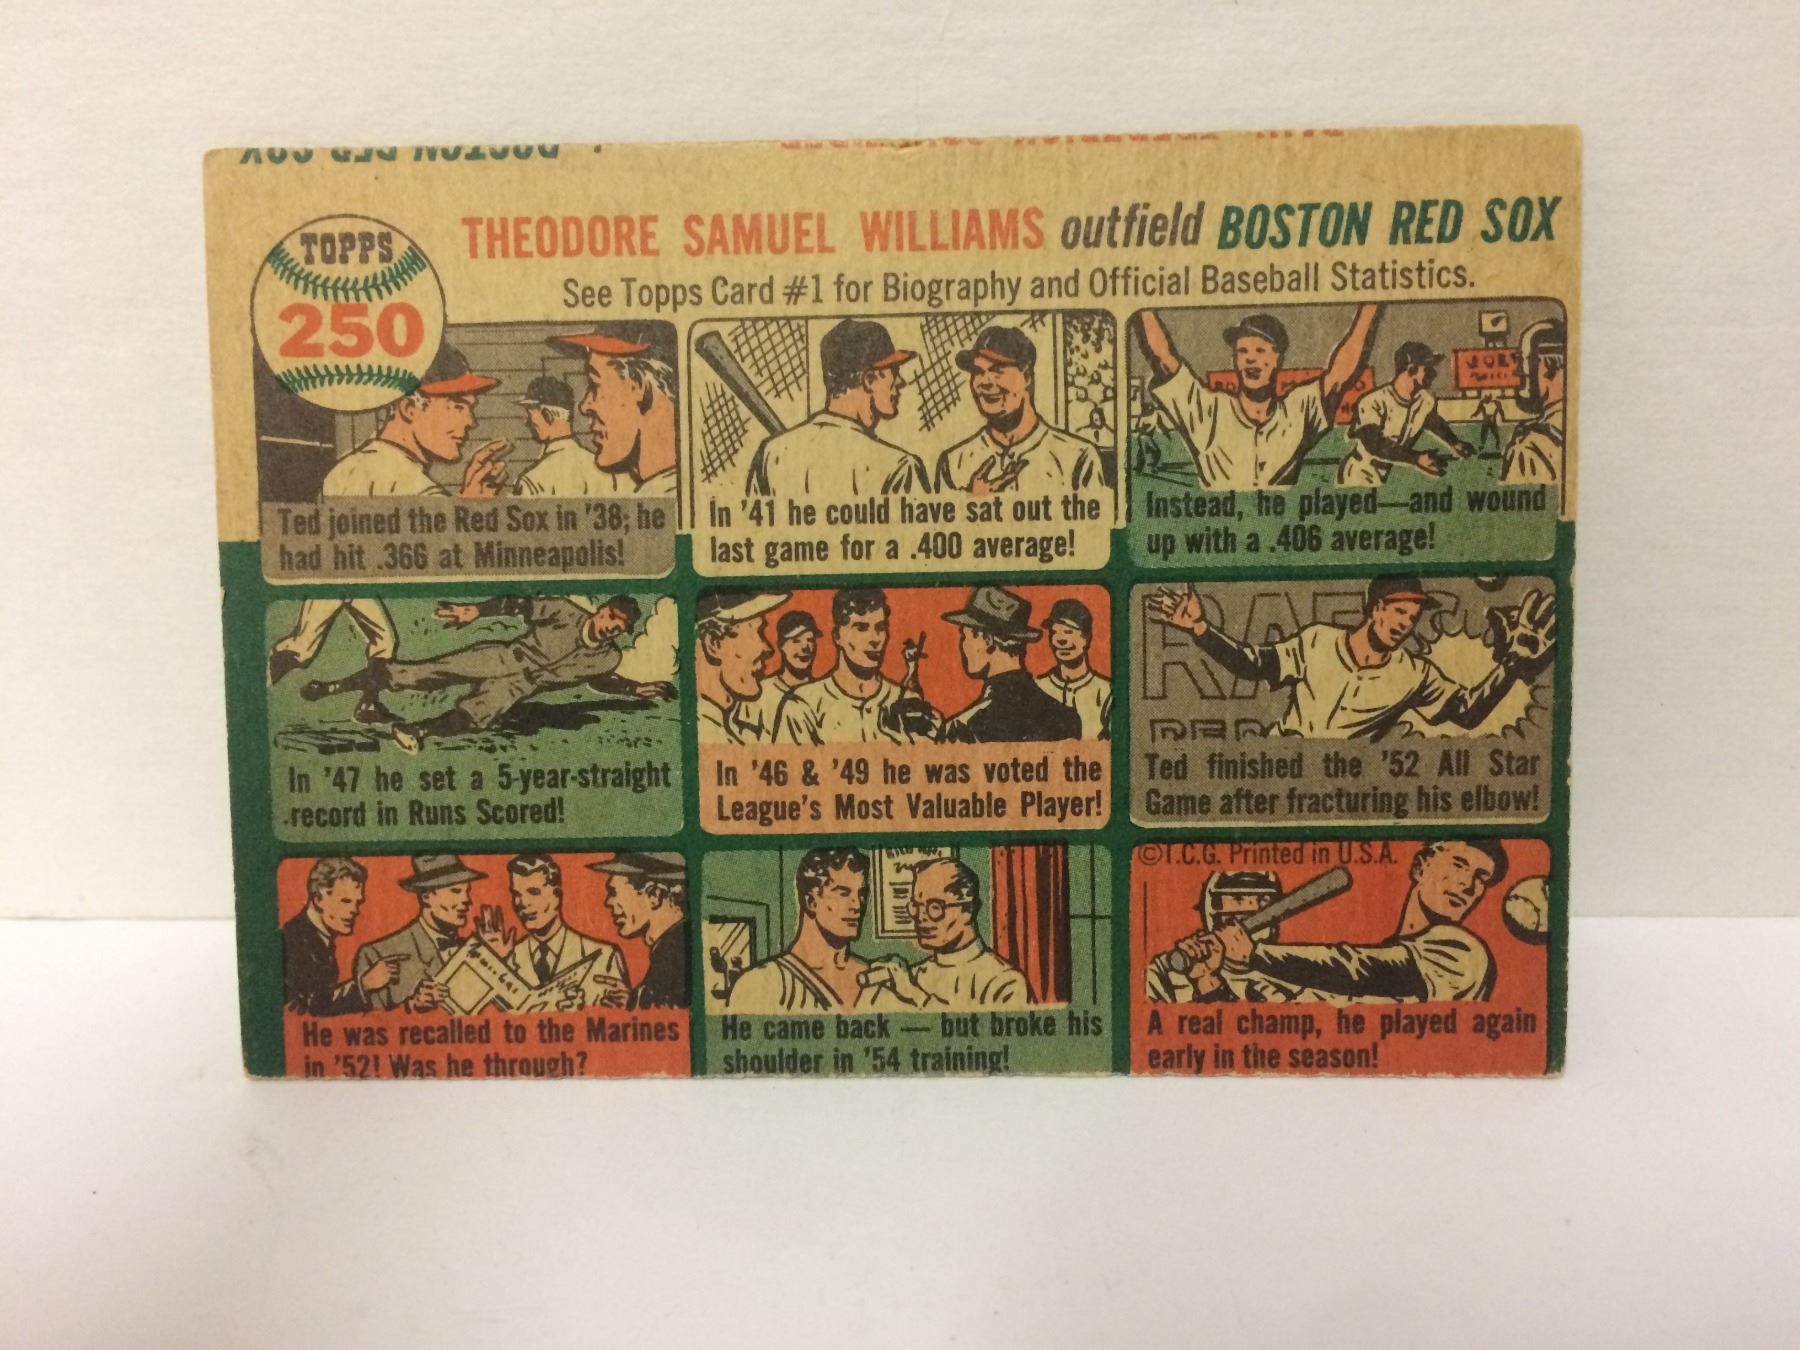 TOPPS
250
THEODORE SAMUEL WILLIAMS outfield BOSTON RED SOX
See Topps Card #1 for Biography and Official Baseball Statistics.
Ted joined the Red Sox in '38; he
had hit .366 at Minneapolis!
In '41 he could have sat out the
last game for a .400 average!
Instead, he played—and wound
up with a .406 average!
In '47 he set a 5-year-straight
record in Runs Scored!
In '46 & '49 he was voted the
League's Most Valuable Player!
Ted finished the '52 All Star
Game after fracturing his elbow!
He was recalled to the Marines
in '52! Was he through?
He came back — but broke his
shoulder in '54 training!
©T.C.G. Printed in U.S.A.
A real champ, he played again
early in the season!